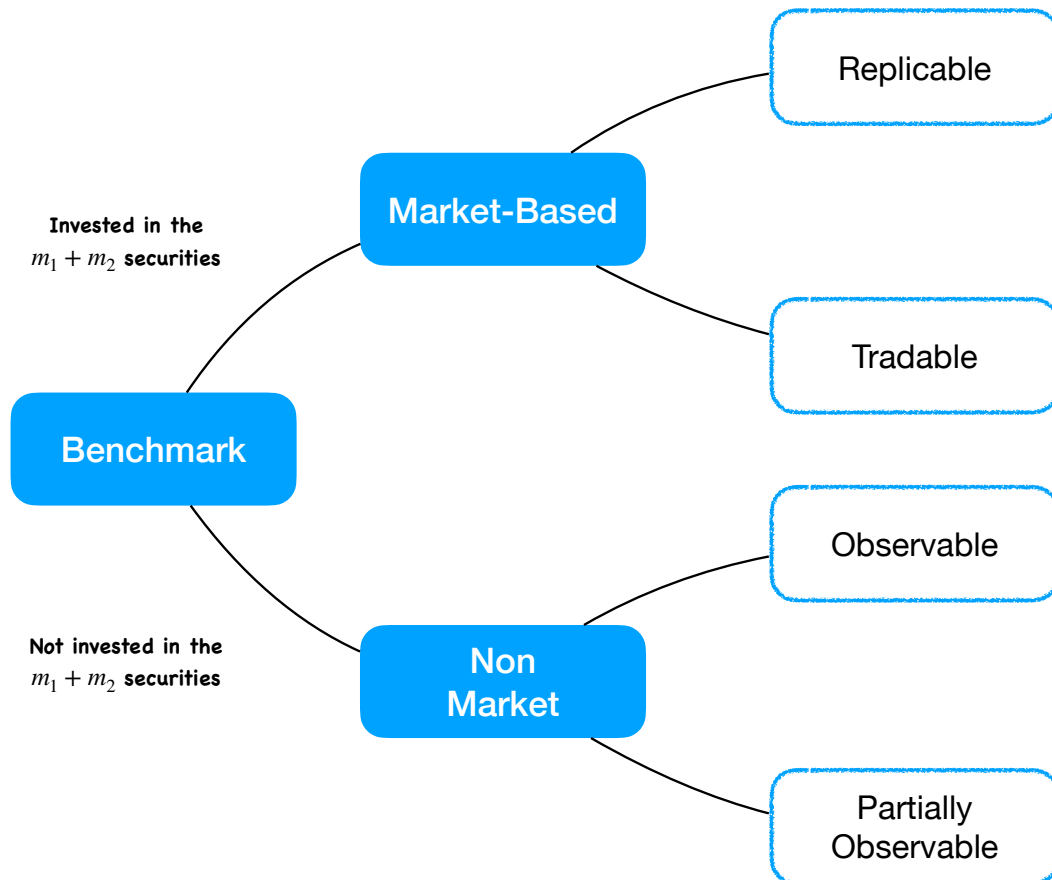 Replicable
Market-Based
Invested in the
m₁ + m₂ securities
Tradable
Benchmark
Observable
Not invested in the
m₁ + m₂ securities
Non
Market
Partially
Observable